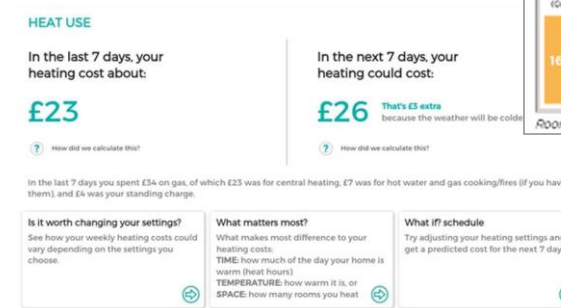 HEAT USE
In the last 7 days, your
heating cost about:
£23
How did we calculate this?
In the next 7 days, your
heating could cost:
£26
That's £3 extra
because the weather will be colde
How did we calculate this?
In the last 7 days you spent £34 on gas, of which £23 was for central heating, £7 was for hot water and gas cooking/fires (if you hav
them), and £4 was your standing charge.
Is it worth changing your settings?
See how your weekly heating costs could
vary depending on the settings you
choose.
What matters most?
What makes most difference to your
heating costs:
TIME: how much of the day your home is
warm (heat hours)
TEMPERATURE: how warm it is, or
SPACE: how many rooms you heat
What if? schedule
Try adjusting your heating settings an
get a predicted cost for the next 7 day
16
Roo